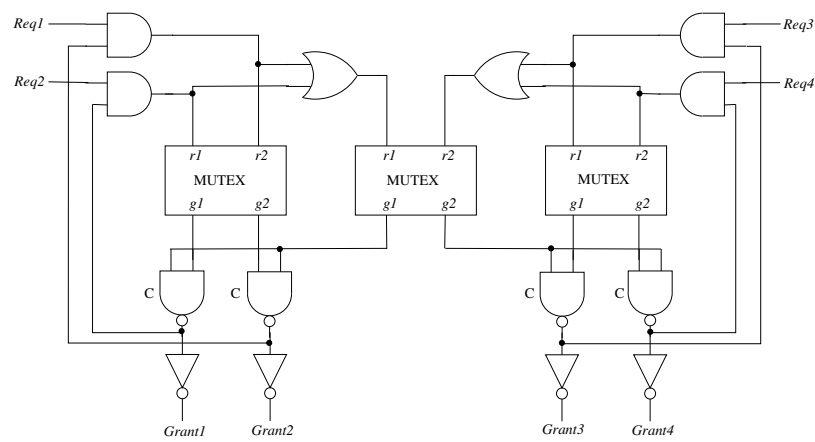 Req1
Req3
Req2
Req4
r1 r2
r1 r2
r1 r2
MUTEX
MUTEX
MUTEX
g1 g2
g1 g2
g1 g2
C
C
C
C
Grant1
Grant2
Grant3
Grant4